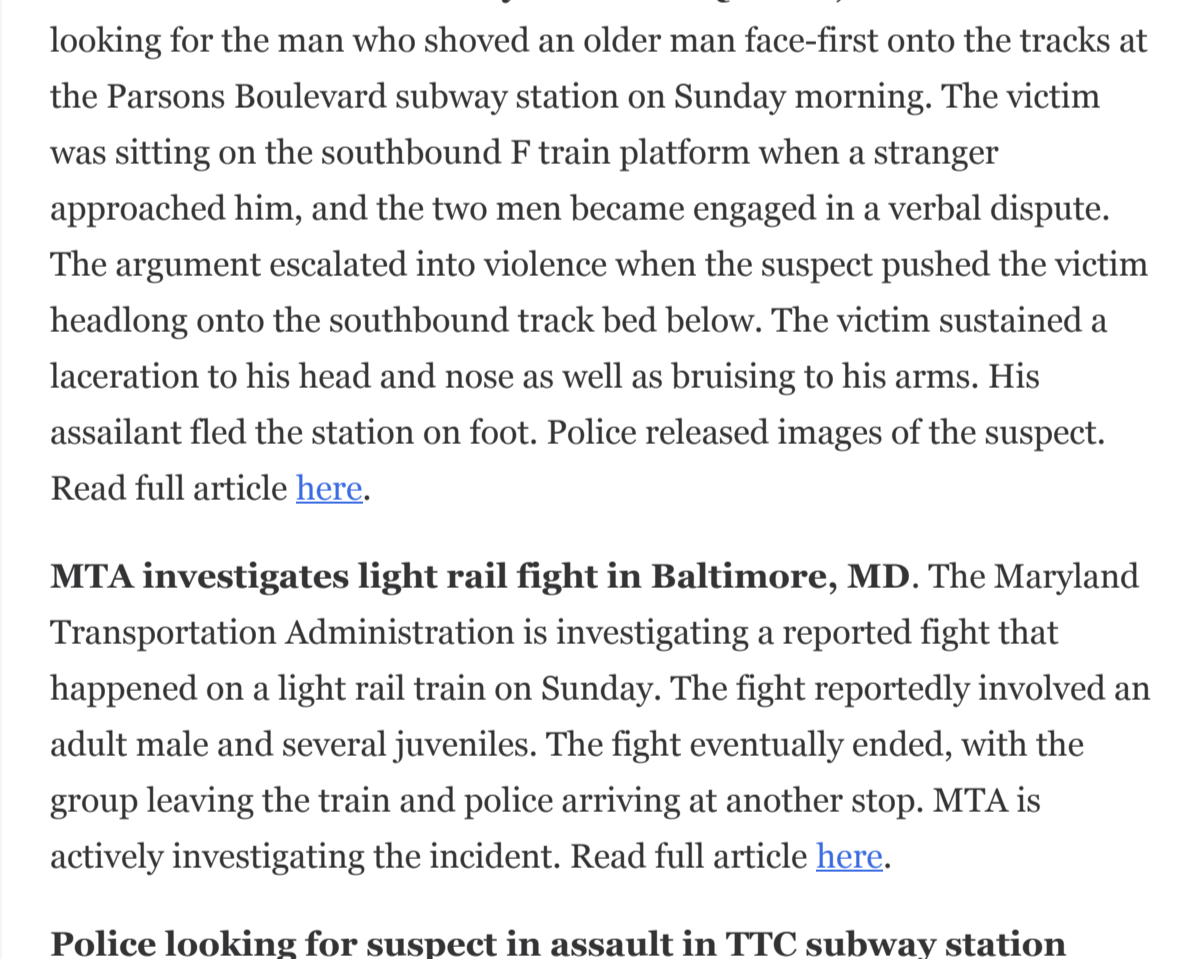 looking for the man who shoved an older man face-first onto the tracks at
the Parsons Boulevard subway station on Sunday morning. The victim
was sitting on the southbound F train platform when a stranger
approached him, and the two men became engaged in a verbal dispute.
The argument escalated into violence when the suspect pushed the victim
headlong onto the southbound track bed below. The victim sustained a
laceration to his head and nose as well as bruising to his arms. His
assailant fled the station on foot. Police released images of the suspect.
Read full article here.
MTA investigates light rail fight in Baltimore, MD. The Maryland
Transportation Administration is investigating a reported fight that
happened on a light rail train on Sunday. The fight reportedly involved an
adult male and several juveniles. The fight eventually ended, with the
group leaving the train and police arriving at another stop. MTA is
actively investigating the incident. Read full article here.
Police looking for suspect in assault in TTC subway station